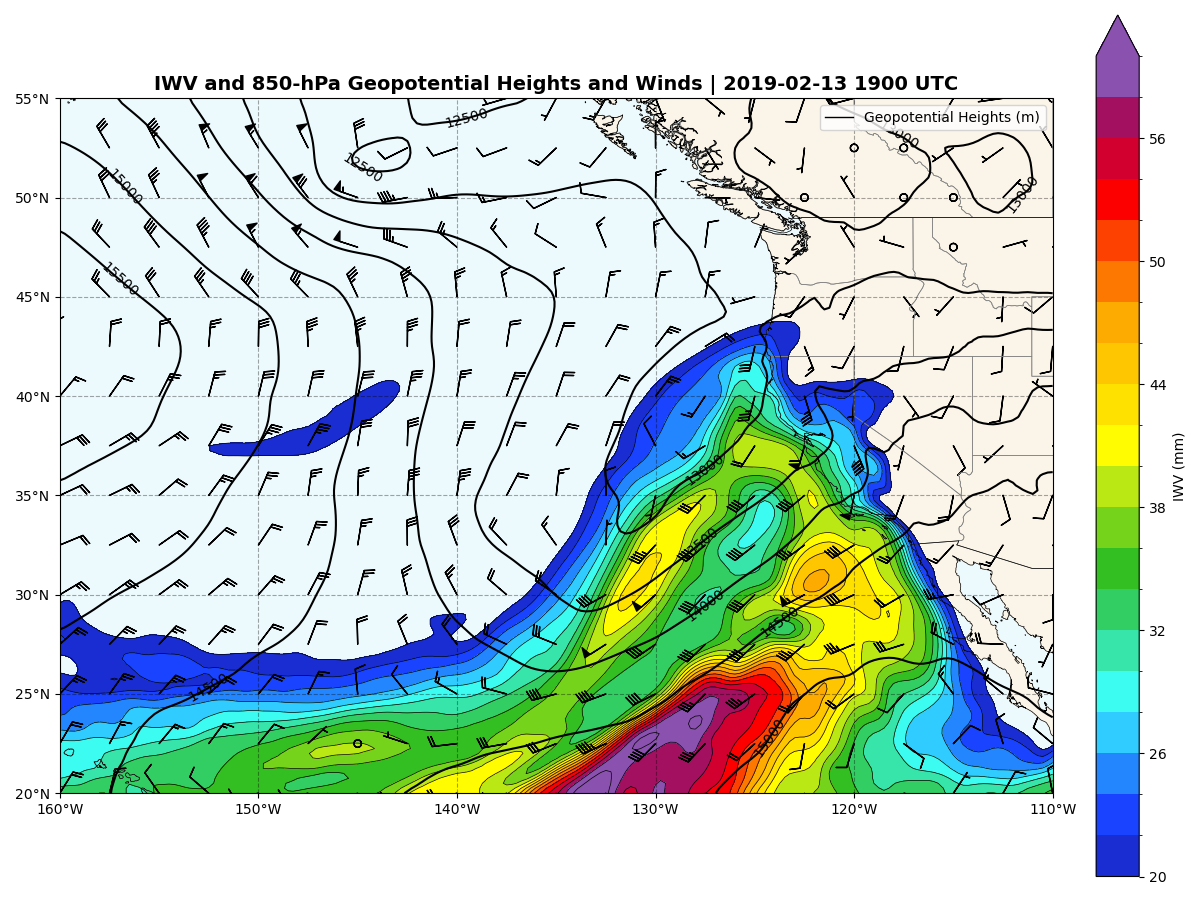 IWV and 850-hPa Geopotential Heights and Winds | 2019-02-13 1900 UTC
Geopotential Heights (m)
55°N
50°N
45°N
40°N
35°N
30°N
25°N
20°N
160°W
150°W
140°W
130°W
120°W
110°W
12500
12500
15000
15500
13000
13000
13500
14000
14500
14500
15000
56
50
44
38
32
26
20
IWV (mm)